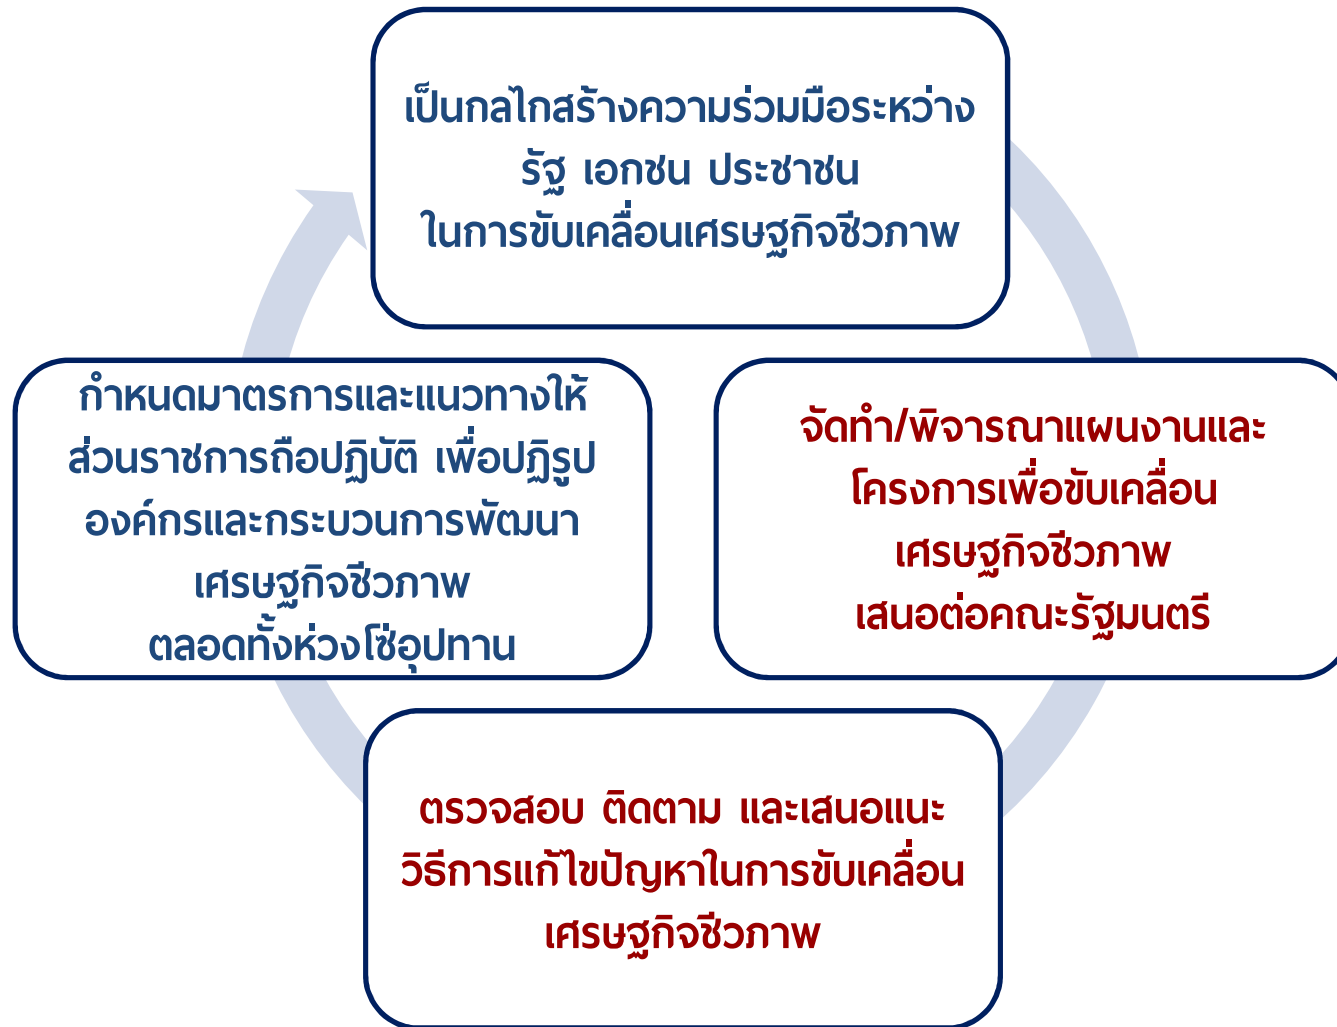 เป็นกลไกสร้างความร่วมมือระหว่าง
รัฐ เอกชน ประชาชน
ในการขับเคลื่อนเศรษฐกิจชีวภาพ
จัดทำ/พิจารณาแผนงานและ
โครงการเพื่อขับเคลื่อน
เศรษฐกิจชีวภาพ
เสนอต่อคณะรัฐมนตรี
ตรวจสอบ ติดตาม และเสนอแนะ
วิธีการแก้ไขปัญหาในการขับเคลื่อน
เศรษฐกิจชีวภาพ
กำหนดมาตรการและแนวทางให้
ส่วนราชการถือปฏิบัติ เพื่อปฏิรูป
องค์กรและกระบวนการพัฒนา
เศรษฐกิจชีวภาพ
ตลอดทั้งห่วงโซ่อุปทาน